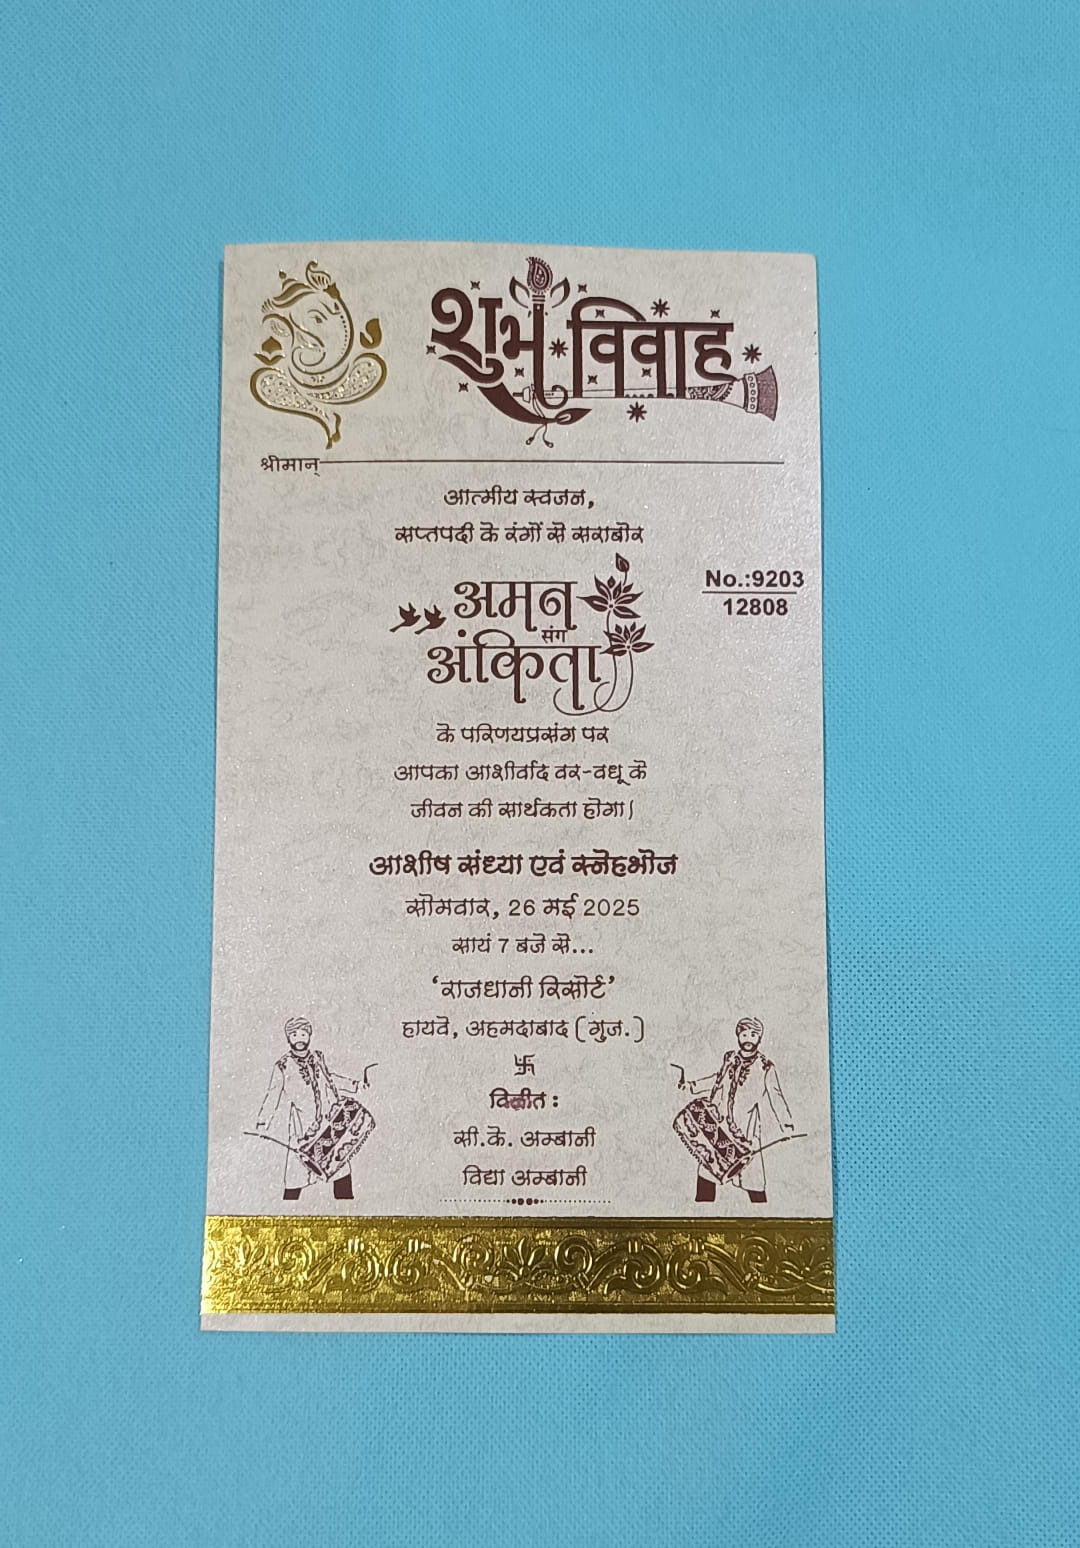 शुभ विवाह
श्रीमान्
आत्मीय स्वजन,
सप्तपदी के रंगों से सराबोर
अमन
संग
अंकिता
No.:9203
12808
के परिणयप्रसंग पर
आपका आशीर्वाद वर-वधू के
जीवन की सार्थकता होगा।
आशीष संध्या एवं स्नेहभोज
सोमवार, 26 मई 2025
सायं 7 बजे से...
‘राजधानी रिसोर्ट’
हायवे, अहमदाबाद (गुज.)
卐
विनीत :
सी.के. अम्बानी
विद्या अम्बानी